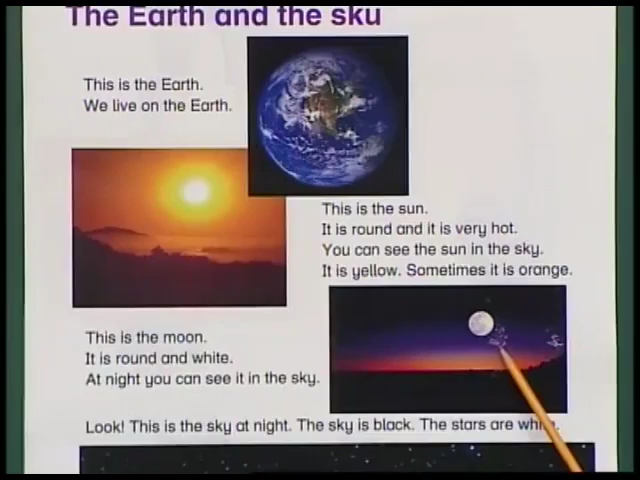 The Earth and the sky
This is the Earth.
We live on the Earth.
This is the sun.
It is round and it is very hot.
You can see the sun in the sky.
It is yellow. Sometimes it is orange.
This is the moon.
It is round and white.
At night you can see it in the sky.
Look! This is the sky at night. The sky is black. The stars are white.